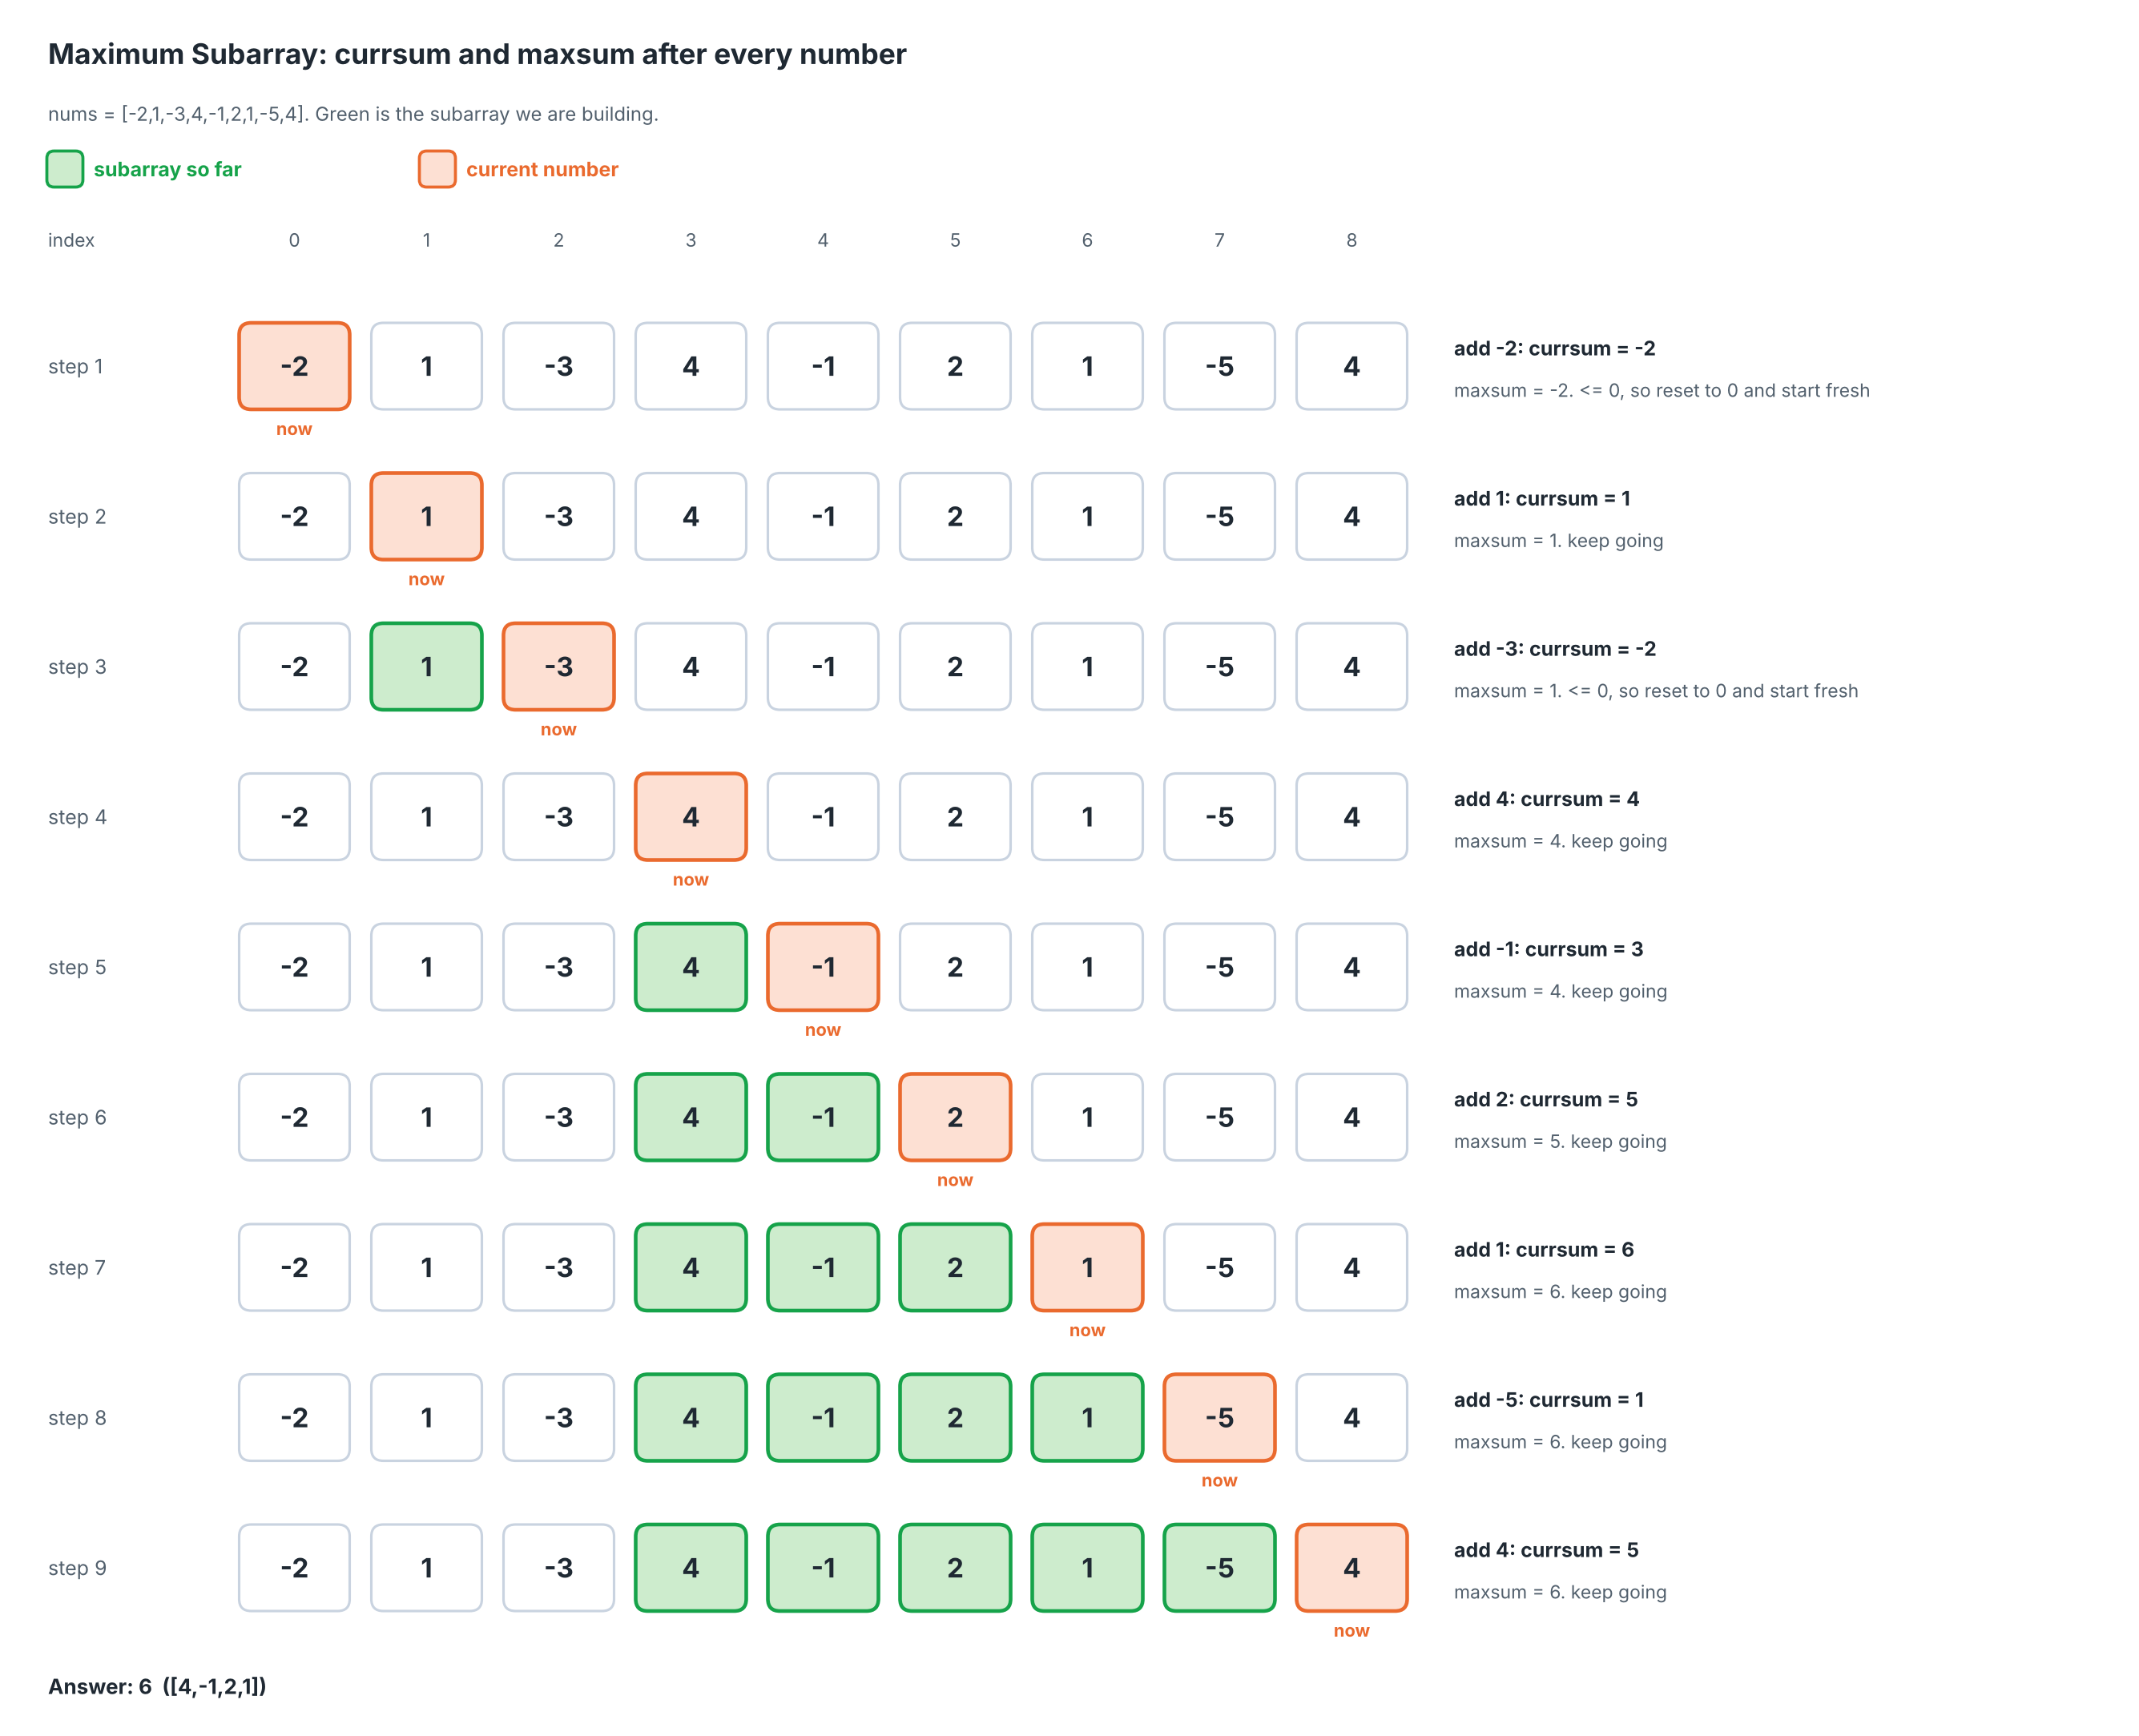 Maximum Subarray: currsum and maxsum after every number
nums = [-2,1,-3,4,-1,2,1,-5,4]. Green is the subarray we are building.
subarray so far current number
index 0 1 2 3 4 5 6 7 8
step 1 -2 1 -3 4 -1 2 1 -5 4 add -2: currsum = -2
maxsum = -2. <= 0, so reset to 0 and start fresh
now
step 2 -2 1 -3 4 -1 2 1 -5 4 add 1: currsum = 1
maxsum = 1. keep going
now
step 3 -2 1 -3 4 -1 2 1 -5 4 add -3: currsum = -2
maxsum = 1. <= 0, so reset to 0 and start fresh
now
step 4 -2 1 -3 4 -1 2 1 -5 4 add 4: currsum = 4
maxsum = 4. keep going
now
step 5 -2 1 -3 4 -1 2 1 -5 4 add -1: currsum = 3
maxsum = 4. keep going
now
step 6 -2 1 -3 4 -1 2 1 -5 4 add 2: currsum = 5
maxsum = 5. keep going
now
step 7 -2 1 -3 4 -1 2 1 -5 4 add 1: currsum = 6
maxsum = 6. keep going
now
step 8 -2 1 -3 4 -1 2 1 -5 4 add -5: currsum = 1
maxsum = 6. keep going
now
step 9 -2 1 -3 4 -1 2 1 -5 4 add 4: currsum = 5
maxsum = 6. keep going
now
Answer: 6 ([4,-1,2,1])